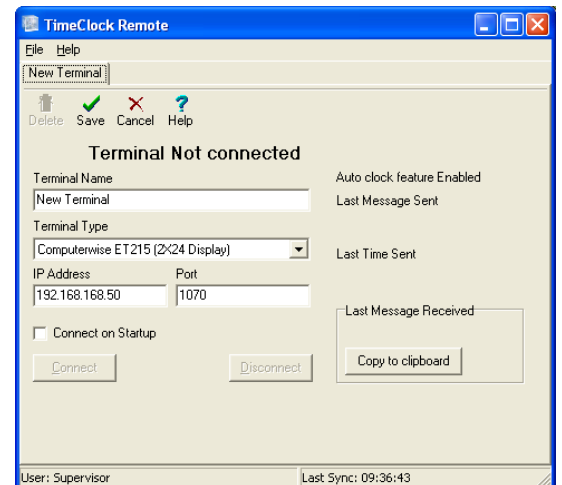 TimeClock Remote
File Help
New Terminal
Delete Save Cancel Help
Terminal Not connected
Terminal Name
New Terminal
Auto clock feature Enabled
Last Message Sent
Terminal Type
Computerwise ET215 (2X24 Display)
Last Time Sent
IP Address Port
192.168.168.50 1070
Connect on Startup
Connect Disconnect
Last Message Received
Copy to clipboard
User: Supervisor Last Sync: 09:36:43